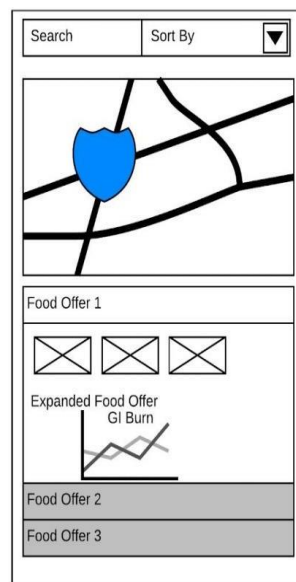 Search
Sort By
Food Offer 1
Expanded Food Offer
GI Burn
Food Offer 2
Food Offer 3